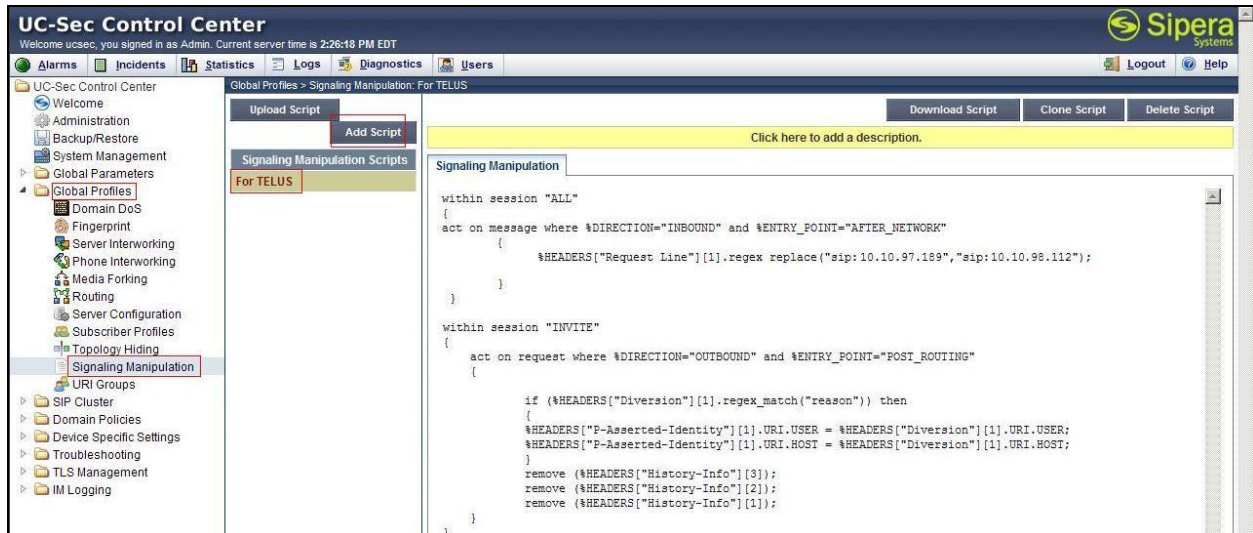 UC-Sec Control Center
Welcome ucsec, you signed in as Admin. Current server time is 2:26:18 PM EDT
Sipera
Systems
Alarms Incidents Statistics Logs Diagnostics Users Logout Help
UC-Sec Control Center
Welcome
Administration
Backup/Restore
System Management
Global Parameters
Global Profiles
Domain DoS
Fingerprint
Server Interworking
Phone Interworking
Media Forking
Routing
Server Configuration
Subscriber Profiles
Topology Hiding
Signaling Manipulation
URI Groups
SIP Cluster
Domain Policies
Device Specific Settings
Troubleshooting
TLS Management
IM Logging
Global Profiles > Signaling Manipulation: For TELUS
Upload Script
Add Script
Signaling Manipulation Scripts
For TELUS
Download Script Clone Script Delete Script
Click here to add a description.
Signaling Manipulation
within session "ALL"
{
act on message where %DIRECTION="INBOUND" and %ENTRY_POINT="AFTER_NETWORK"
{
%HEADERS["Request Line"][1].regex replace("sip:10.10.97.189","sip:10.10.98.112");
}
}
within session "INVITE"
{
act on request where %DIRECTION="OUTBOUND" and %ENTRY_POINT="POST_ROUTING"
{
if (%HEADERS["Diversion"][1].regex_match("reason")) then
{
%HEADERS["P-Asserted-Identity"][1].URI.USER = %HEADERS["Diversion"][1].URI.USER;
%HEADERS["P-Asserted-Identity"][1].URI.HOST = %HEADERS["Diversion"][1].URI.HOST;
}
remove (%HEADERS["History-Info"][3]);
remove (%HEADERS["History-Info"][2]);
remove (%HEADERS["History-Info"][1]);
}
}